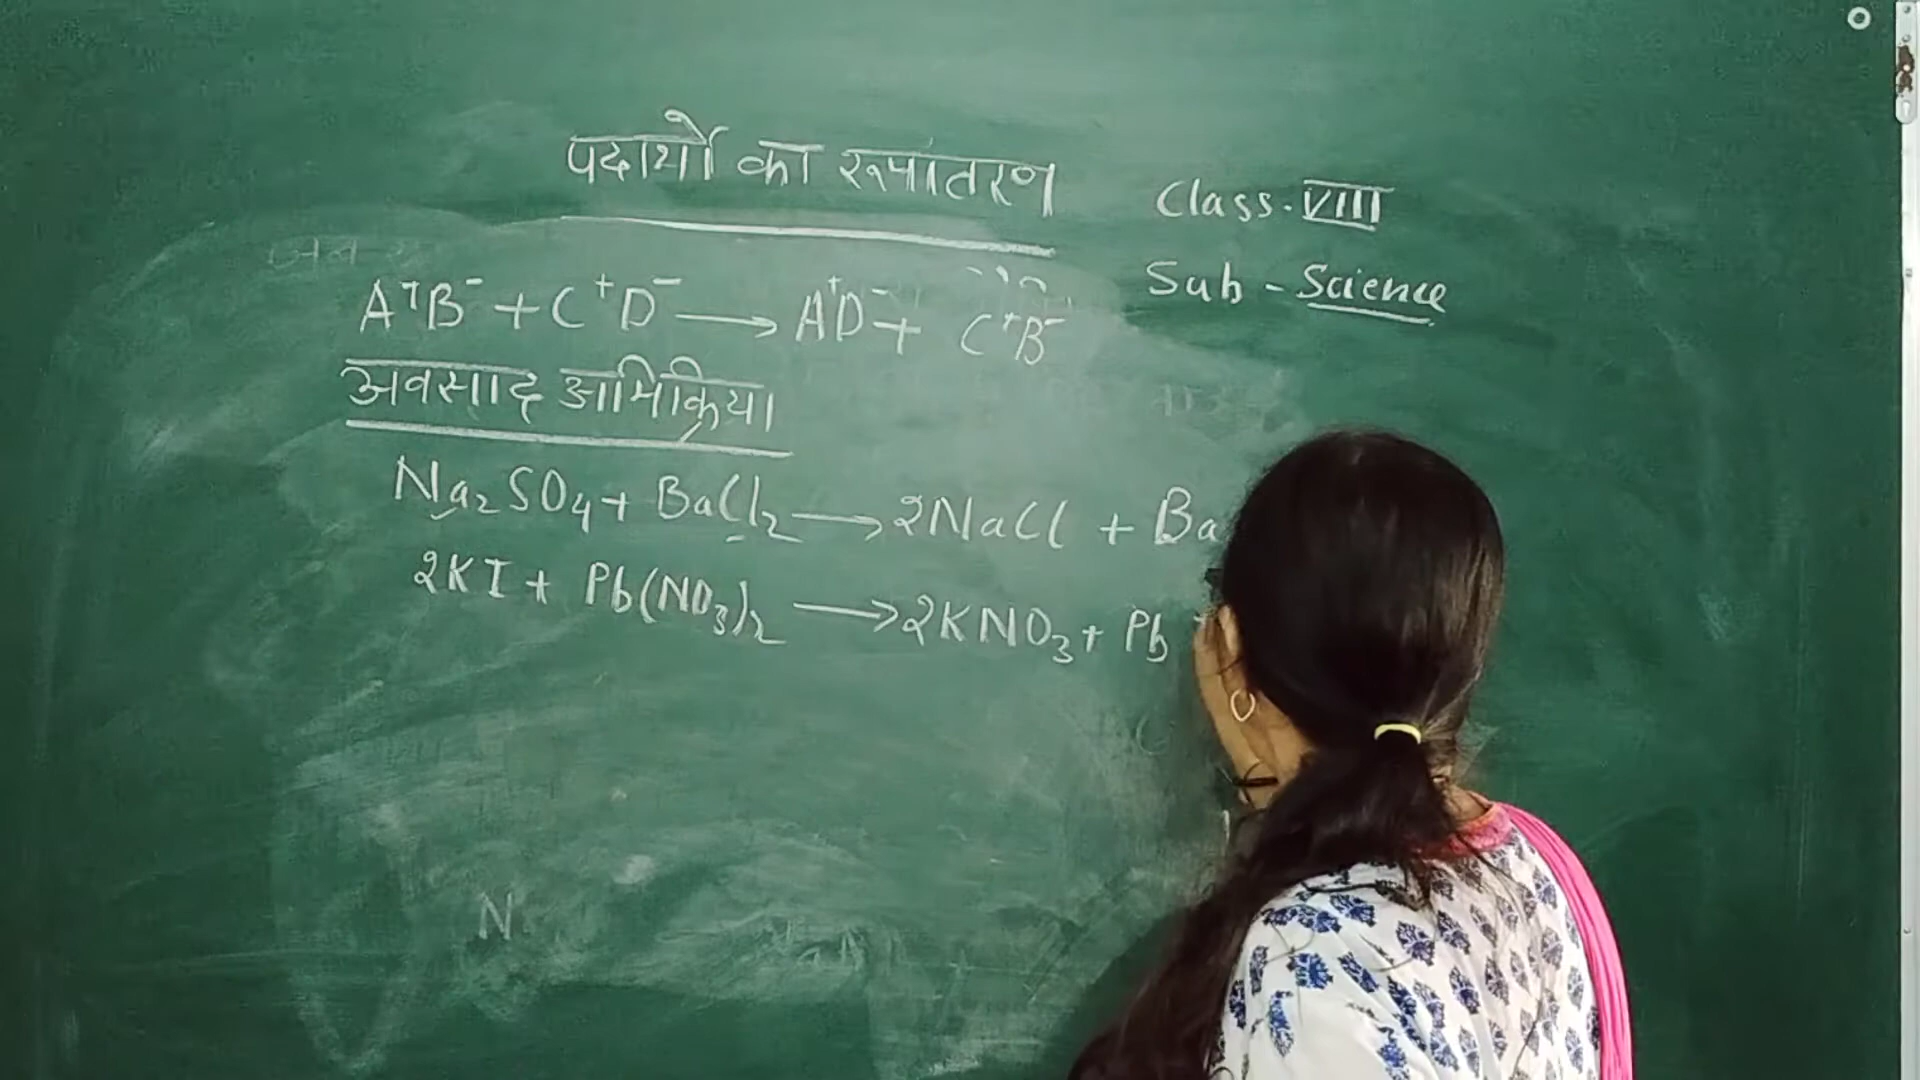 पदार्थो का रूपांतरण
Class-VIII
Sub-Science
A⁺B⁻ + C⁺D⁻ ⟶ A⁺D⁻ + C⁺B⁻
अवसाद अभिक्रिया
Na₂SO₄ + BaCl₂ ⟶ 2NaCl + Ba
2KI + Pb(NO₃)₂ ⟶ 2KNO₃ + Pb
N